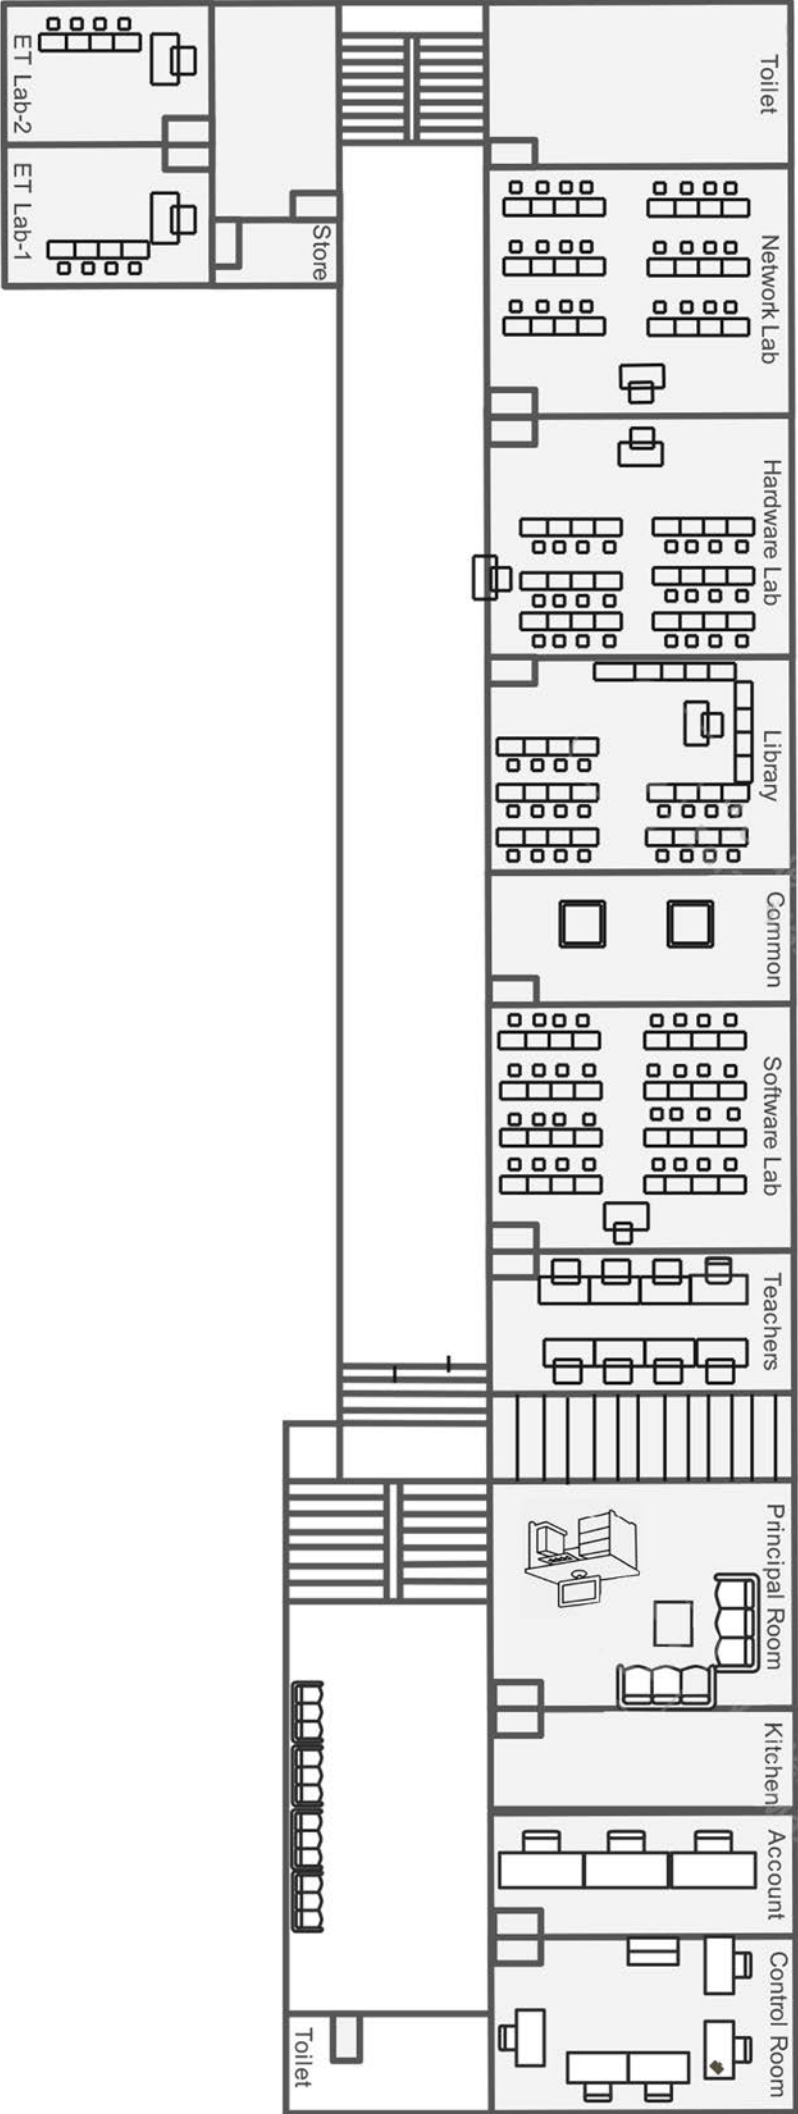 ET Lab-2
ET Lab-1
Store
Toilet
Network Lab
Hardware Lab
Library
Common
Software Lab
Teachers
Principal Room
Kitchen
Account
Control Room
Toilet